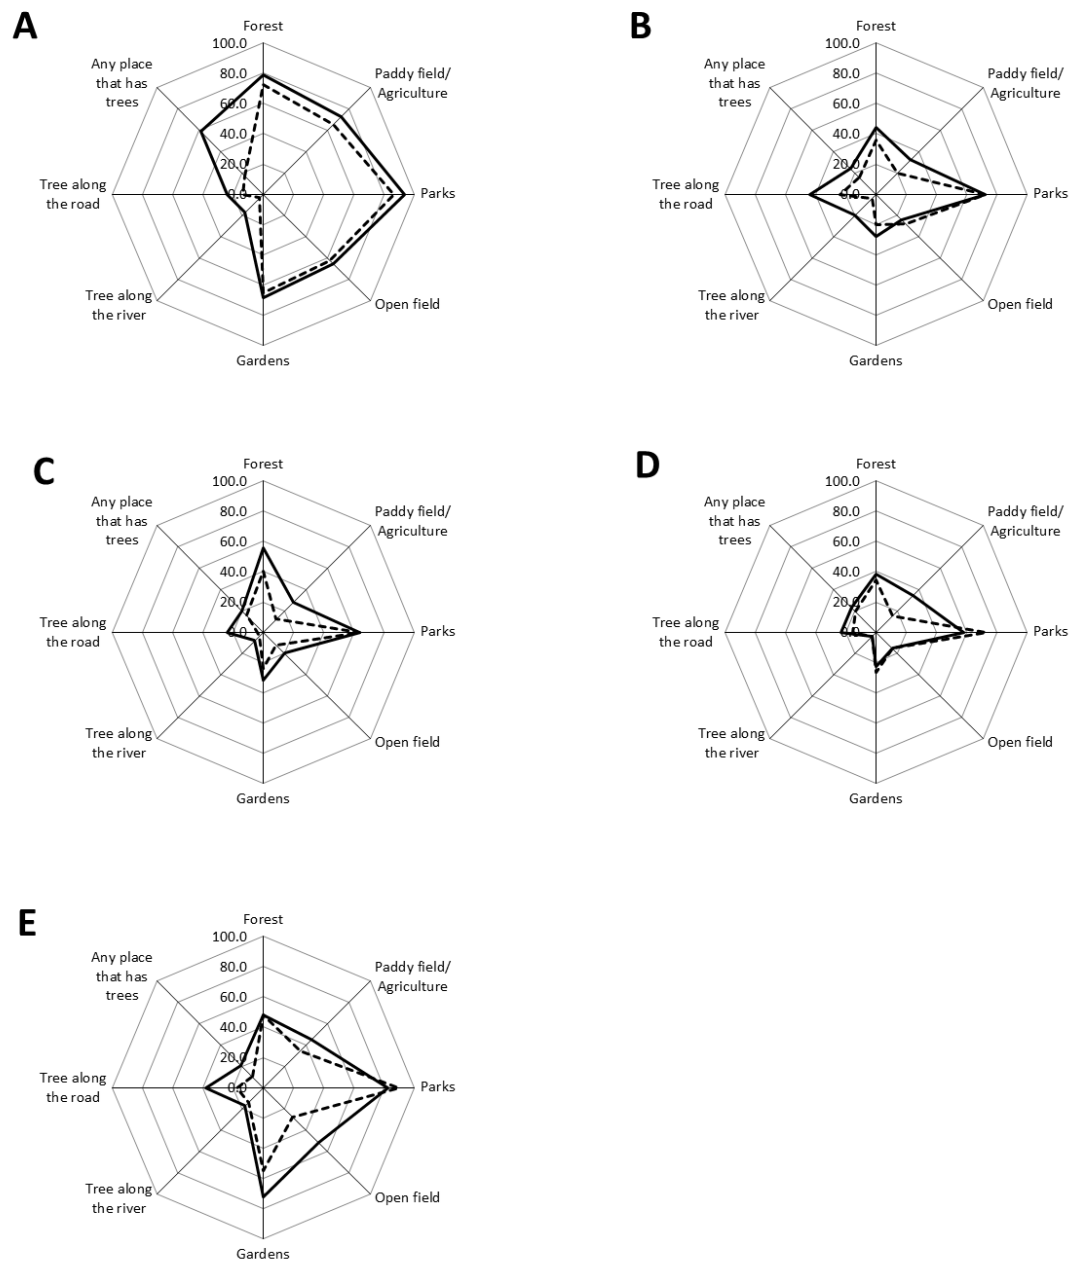 A
Forest
100.0
80.0
60.0
40.0
20.0
0.0
Paddy field/
Agriculture
Parks
Open field
Gardens
Tree along
the river
Tree along
the road
Any place
that has
trees
B
Forest
100.0
80.0
60.0
40.0
20.0
0.0
Paddy field/
Agriculture
Parks
Open field
Gardens
Tree along
the river
Tree along
the road
Any place
that has
trees
C
Forest
100.0
80.0
60.0
40.0
20.0
0.0
Paddy field/
Agriculture
Parks
Open field
Gardens
Tree along
the river
Tree along
the road
Any place
that has
trees
D
Forest
100.0
80.0
60.0
40.0
20.0
0.0
Paddy field/
Agriculture
Parks
Open field
Gardens
Tree along
the river
Tree along
the road
Any place
that has
trees
E
Forest
100.0
80.0
60.0
40.0
20.0
0.0
Paddy field/
Agriculture
Parks
Open field
Gardens
Tree along
the river
Tree along
the road
Any place
that has
trees